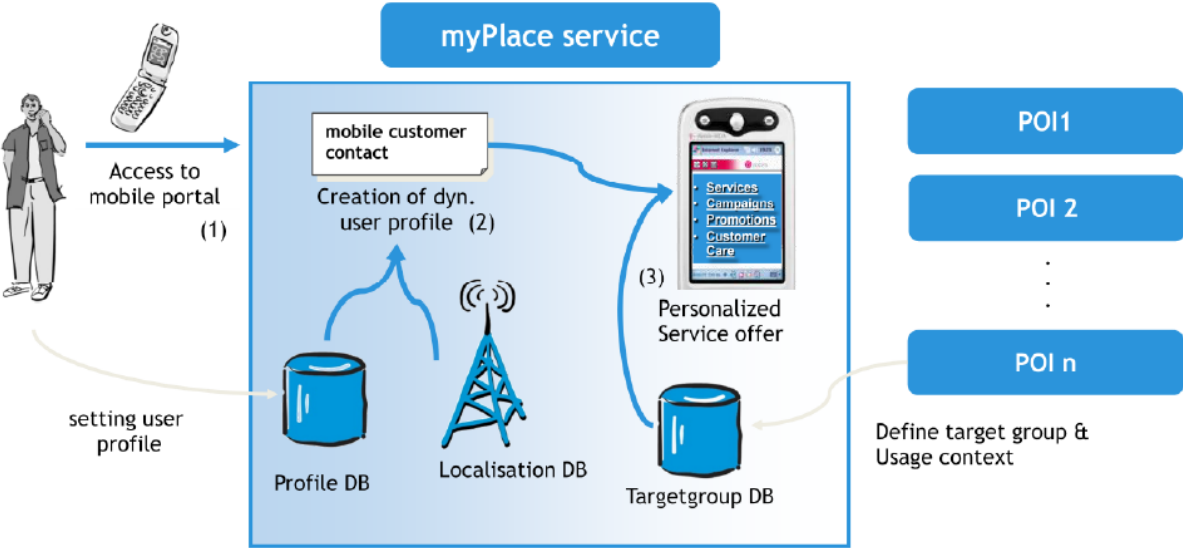 myPlace service
Access to
mobile portal
(1)
mobile customer
contact
Creation of dyn.
user profile (2)
Internet Explorer
• Services
• Campaigns
• Promotions
• Customer
Care
(3)
Personalized
Service offer
POI1
POI 2
.
.
.
POI n
setting user
profile
Profile DB
Localisation DB
Targetgroup DB
Define target group &
Usage context